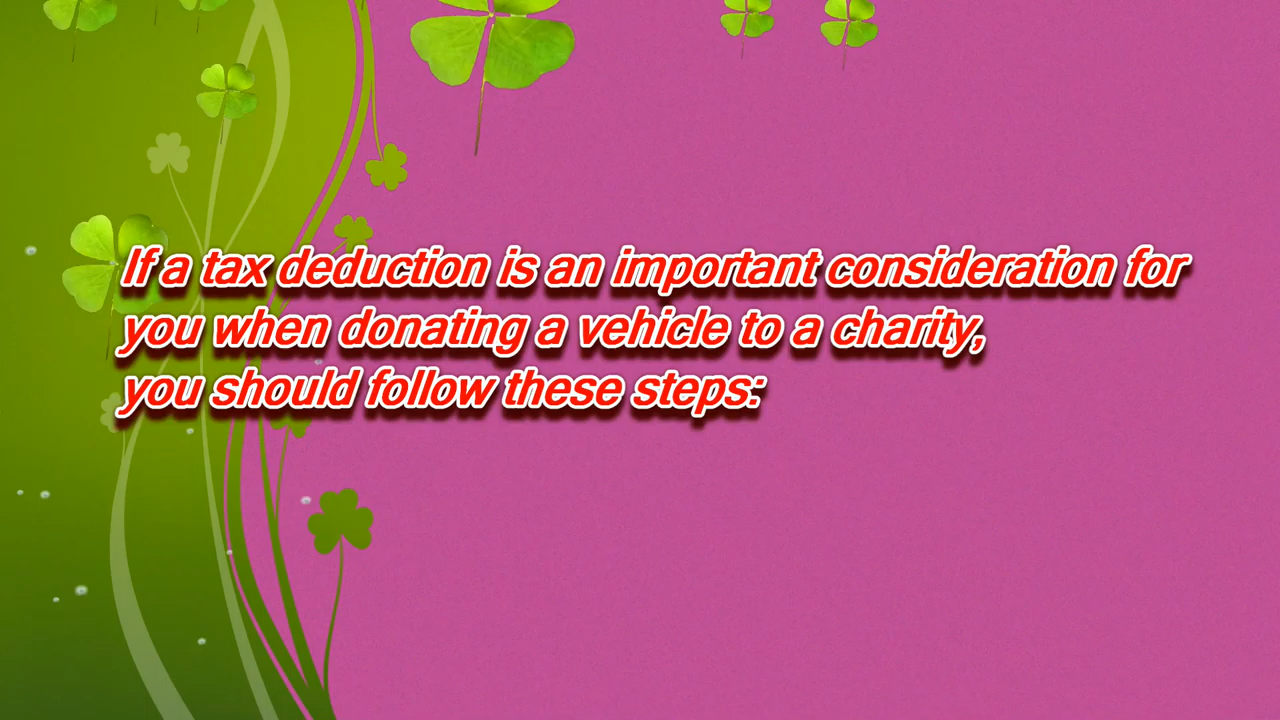 If a tax deduction is an important consideration for
you when donating a vehicle to a charity,
you should follow these steps: